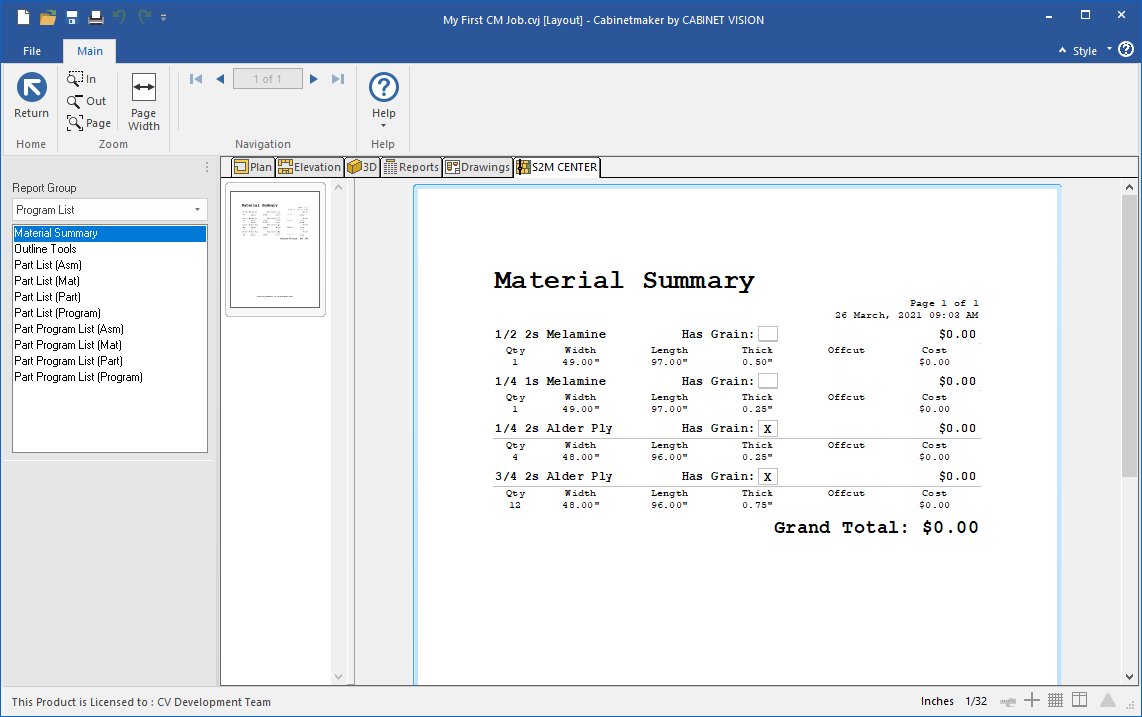 My First CM Job.cvj [Layout] - Cabinetmaker by CABINET VISION
File
Main
Style
Return
In
Out
Page
Page
Width
1 of 1
Help
Home
Zoom
Navigation
Help
Plan
Elevation
3D
Reports
Drawings
S2M CENTER
Report Group
Program List
Material Summary
Outline Tools
Part List (Asm)
Part List (Mat)
Part List (Part)
Part List (Program)
Part Program List (Asm)
Part Program List (Mat)
Part Program List (Part)
Part Program List (Program)
Material Summary
Grand Total: $0.00
Material Summary
Page 1 of 1
26 March, 2021 09:03 AM
1/2 2s Melamine Has Grain: $0.00
Qty Width Length Thick Offcut Cost
1 49.00" 97.00" 0.50" $0.00
1/4 1s Melamine Has Grain: $0.00
Qty Width Length Thick Offcut Cost
1 49.00" 97.00" 0.25" $0.00
1/4 2s Alder Ply Has Grain: X $0.00
Qty Width Length Thick Offcut Cost
4 48.00" 96.00" 0.25" $0.00
3/4 2s Alder Ply Has Grain: X $0.00
Qty Width Length Thick Offcut Cost
12 48.00" 96.00" 0.75" $0.00
Grand Total: $0.00
This Product is Licensed to : CV Development Team
Inches 1/32